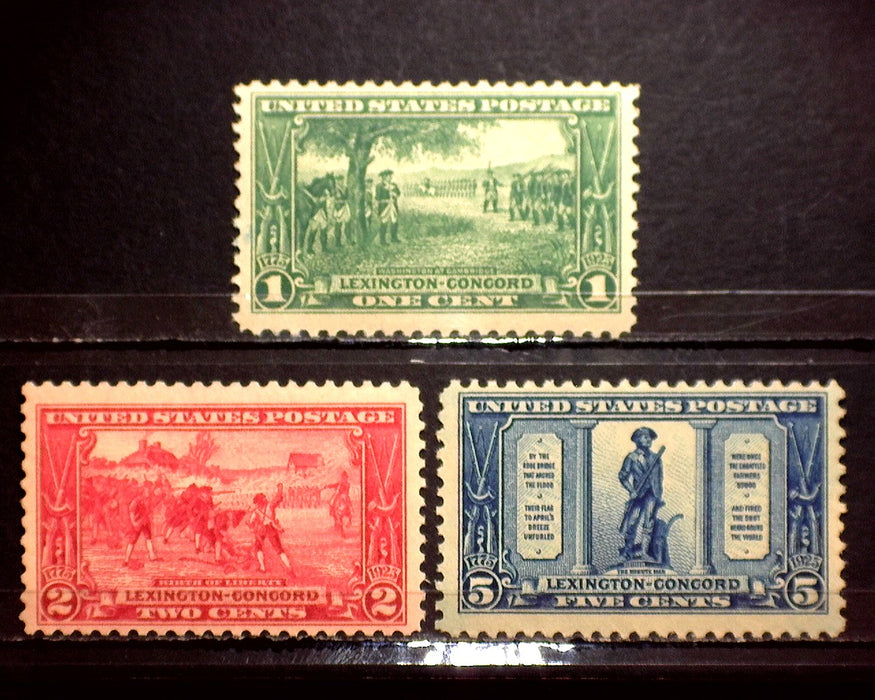 UNITED STATES POSTAGE
1775 1925
WASHINGTON AT CAMBRIDGE
LEXINGTON-CONCORD
1 ONE CENT 1
UNITED STATES POSTAGE
1775 1925
BIRTH OF LIBERTY
LEXINGTON-CONCORD
2 TWO CENTS 2
UNITED STATES POSTAGE
BY THE
RUDE BRIDGE
THAT ARCHED
THE FLOOD
THEIR FLAG
TO APRIL'S
BREEZE
UNFURLED
HERE ONCE
THE EMBATTLED
FARMERS
STOOD
AND FIRED
THE SHOT
HEARD ROUND
THE WORLD
1775 1925
THE MINUTE MAN
LEXINGTON-CONCORD
5 FIVE CENTS 5